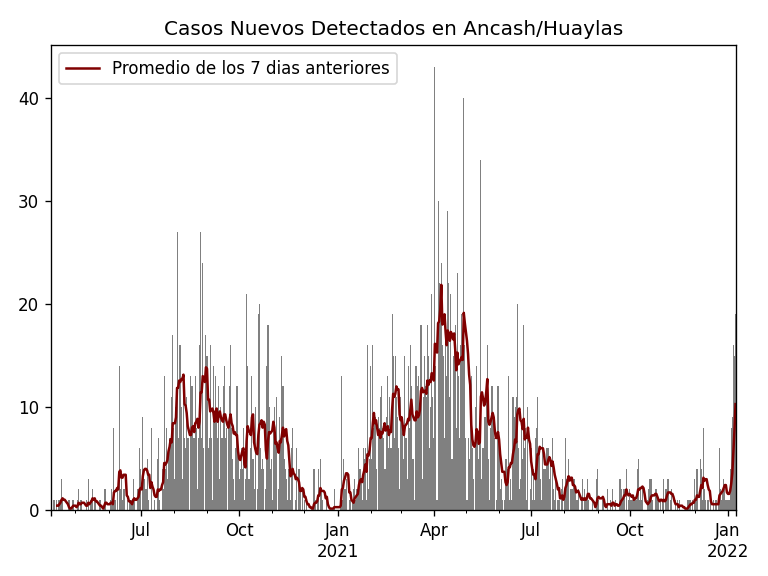 Casos Nuevos Detectados en Ancash/Huaylas
Promedio de los 7 dias anteriores
40
30
20
10
0
Jul
Oct
Jan
2021
Apr
Jul
Oct
Jan
2022